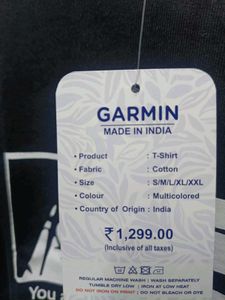 GARMIN
MADE IN INDIA
• Product : T-Shirt
• Fabric : Cotton
• Size : S/M/L/XL/XXL
• Colour : Multicolored
• Country of Origin : India
₹1,299.00
(Inclusive of all taxes)
REGULAR MACHINE WASH | WASH SEPARATELY
TUMBLE DRY LOW | IRON AT LOW HEAT
DO NOT IRON ON PRINT | DO NOT BLEACH OR DYE
You